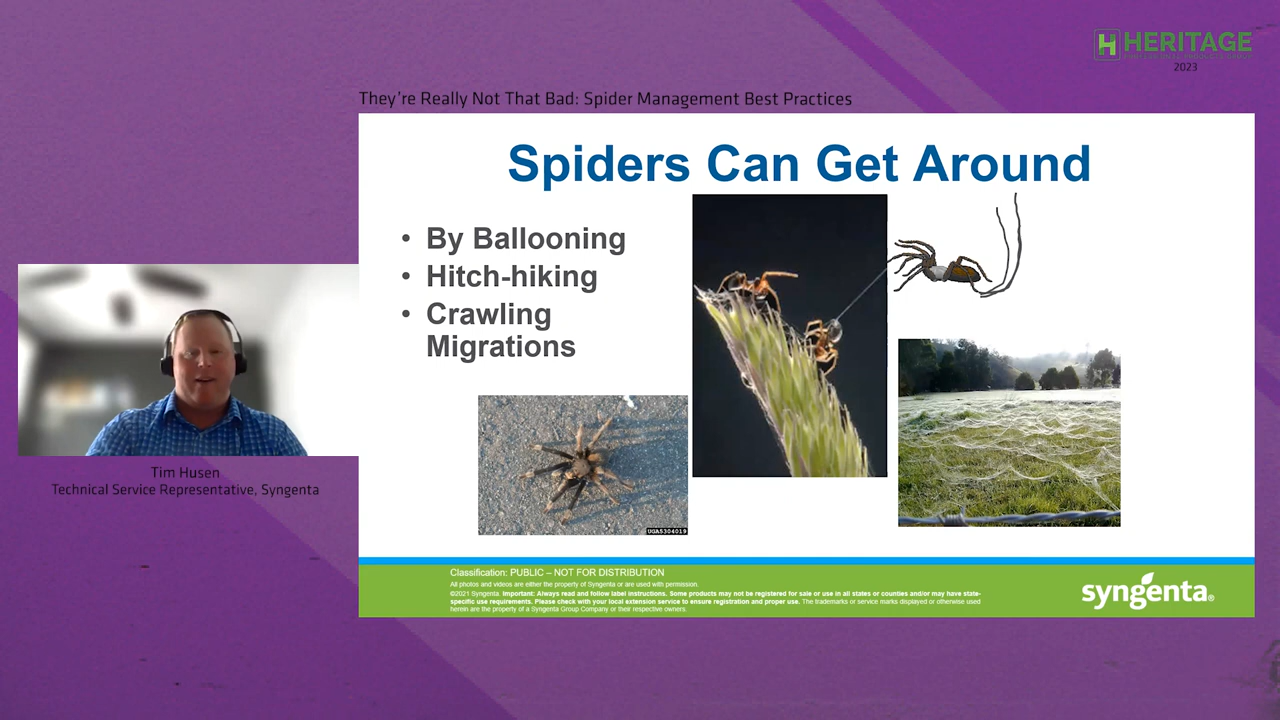 HERITAGE
2023
They're Really Not That Bad: Spider Management Best Practices
Spiders Can Get Around
• By Ballooning
• Hitch-hiking
• Crawling
Migrations
UGA5304019
Tim Husen
Technical Service Representative, Syngenta
Classification: PUBLIC – NOT FOR DISTRIBUTION
All photos and videos are either the property of Syngenta or are used with permission.
©2021 Syngenta. Important: Always read and follow label instructions. Some products may not be registered for sale or use in all states or counties and/or may have state-
specific use requirements. Please check with your local extension service to ensure registration and proper use. The trademarks or service marks displayed or otherwise used
herein are the property of a Syngenta Group Company or their respective owners.
syngenta®